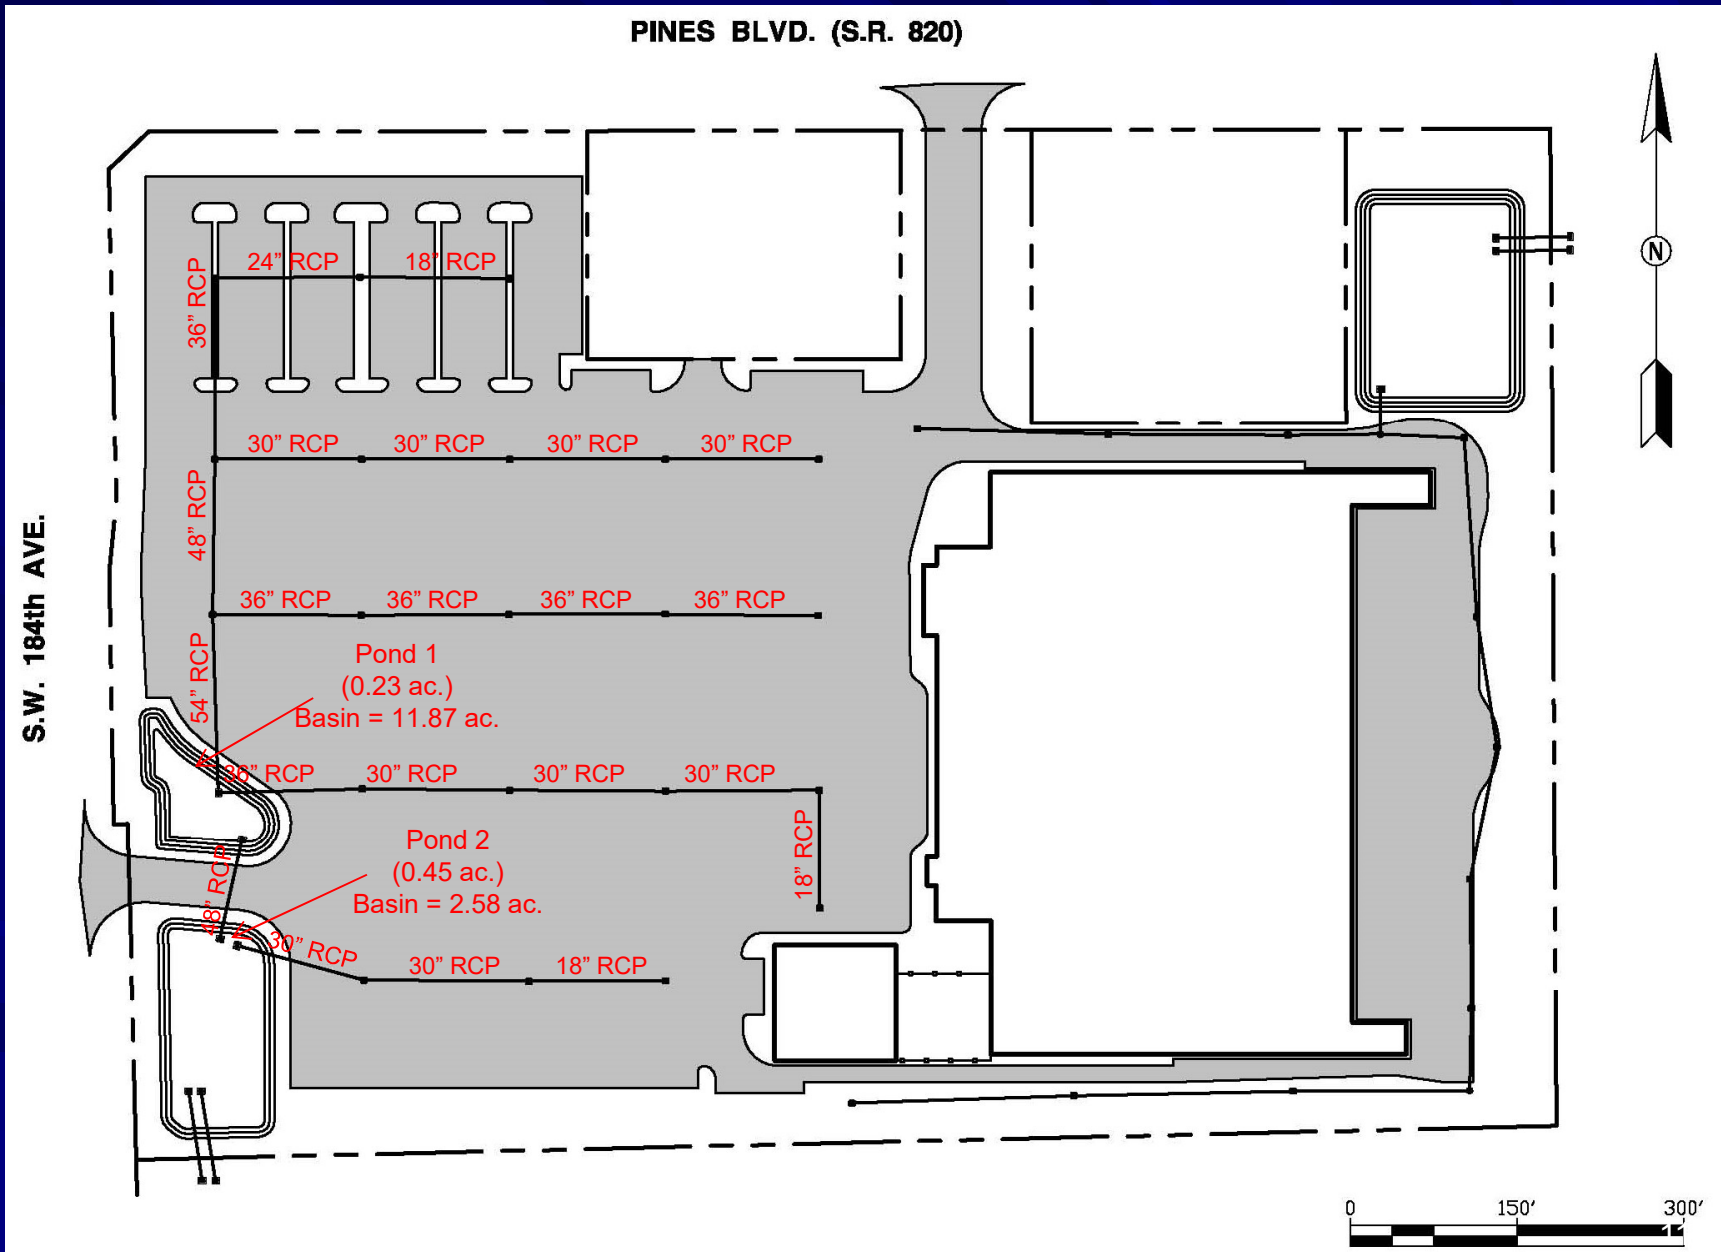 PINES BLVD. (S.R. 820)
N
S.W. 184th AVE.
24” RCP
18” RCP
36” RCP
30” RCP
30” RCP
30” RCP
30” RCP
48” RCP
36” RCP
36” RCP
36” RCP
36” RCP
54” RCP
Pond 1
(0.23 ac.)
Basin = 11.87 ac.
36” RCP
30” RCP
30” RCP
30” RCP
18” RCP
Pond 2
(0.45 ac.)
Basin = 2.58 ac.
48” RCP
30” RCP
30” RCP
18” RCP
0
150'
300'